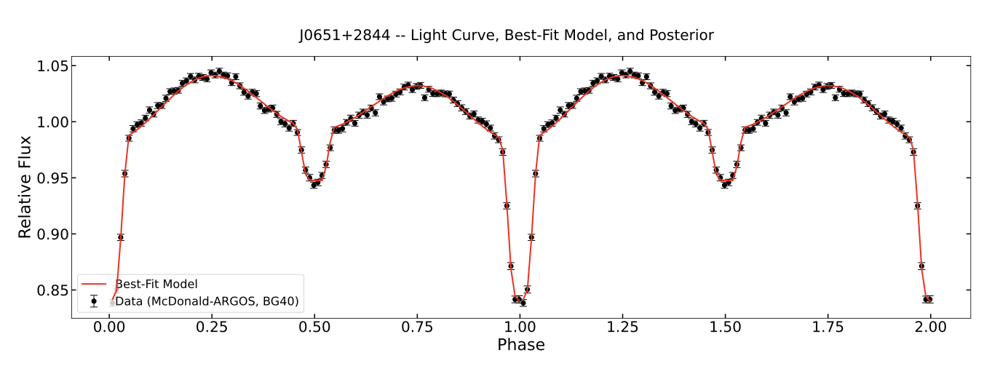 J0651+2844 -- Light Curve, Best-Fit Model, and Posterior
1.05
1.00
0.95
0.90
0.85
Relative Flux
Best-Fit Model
Data (McDonald-ARGOS, BG40)
0.00 0.25 0.50 0.75 1.00 1.25 1.50 1.75 2.00
Phase